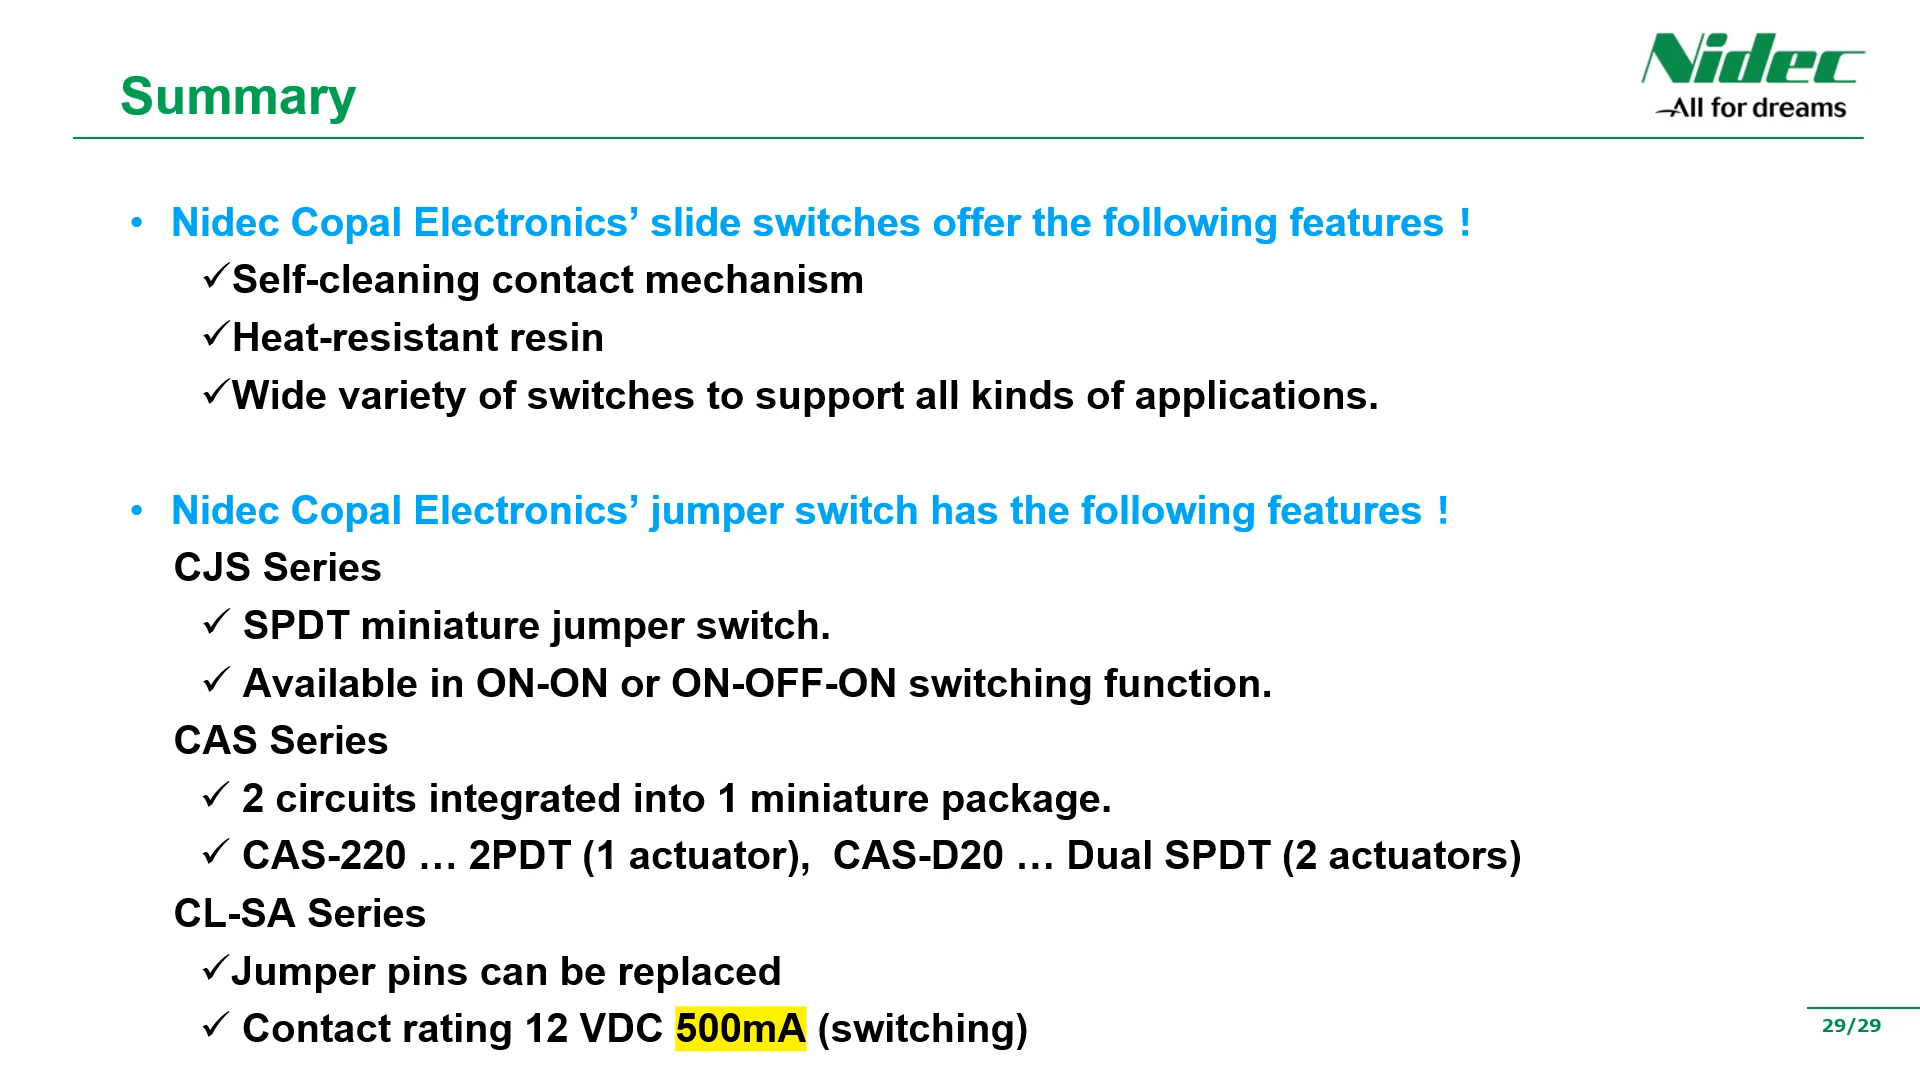 Summary
Nidec
All for dreams
• Nidec Copal Electronics’ slide switches offer the following features！
✓Self-cleaning contact mechanism
✓Heat-resistant resin
✓Wide variety of switches to support all kinds of applications.
• Nidec Copal Electronics’ jumper switch has the following features！
CJS Series
✓ SPDT miniature jumper switch.
✓ Available in ON-ON or ON-OFF-ON switching function.
CAS Series
✓ 2 circuits integrated into 1 miniature package.
✓ CAS-220 … 2PDT (1 actuator),  CAS-D20 … Dual SPDT (2 actuators)
CL-SA Series
✓Jumper pins can be replaced
✓ Contact rating 12 VDC 500mA (switching)
29/29